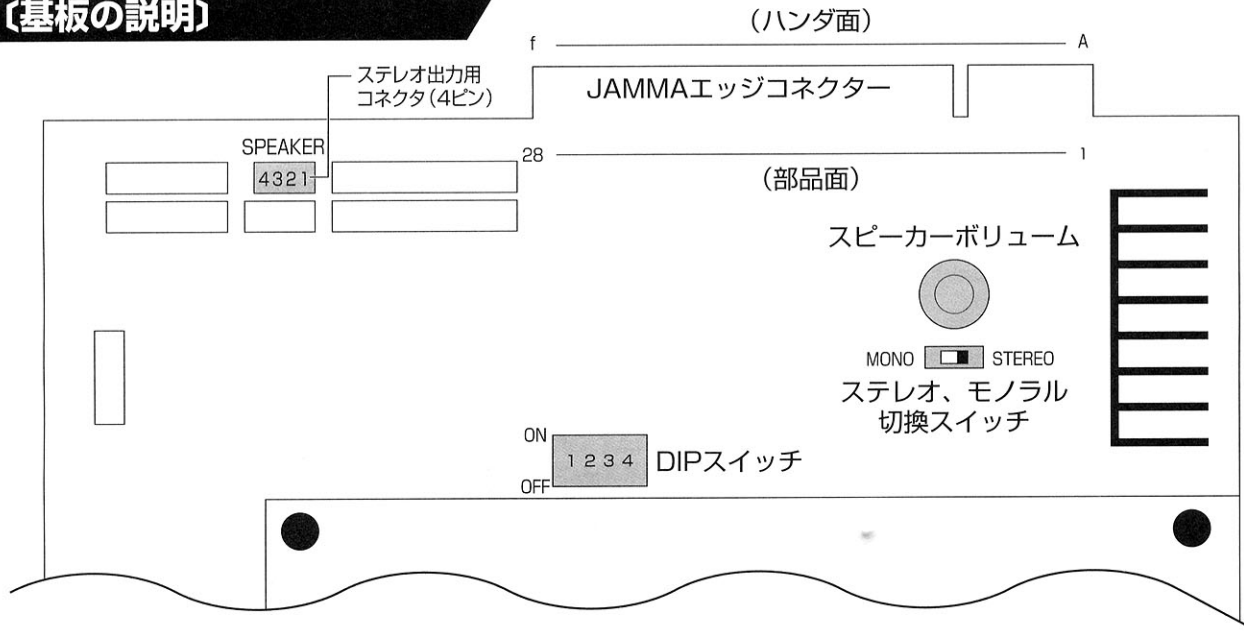 〔基板の説明〕
(ハンダ面)
f A
ステレオ出力用
コネクタ(4ピン)
JAMMAエッジコネクター
SPEAKER
4321
28 1
(部品面)
スピーカーボリューム
MONO STEREO
ステレオ、モノラル
切換スイッチ
ON
1 2 3 4 DIPスイッチ
OFF